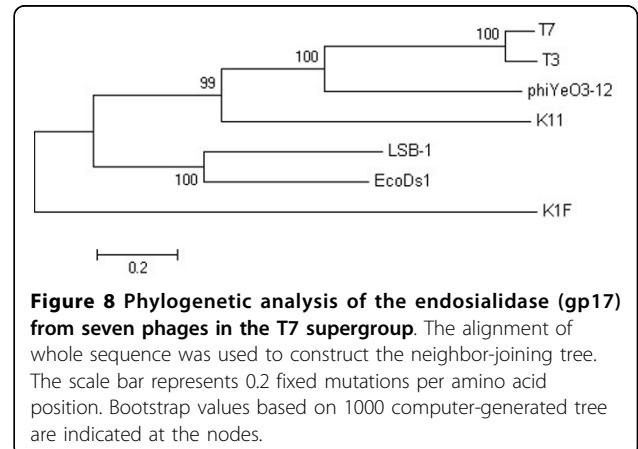 T7
100
T3
100
phiYeO3-12
99
K11
LSB-1
100
EcoDs1
K1F
0.2
Figure 8 Phylogenetic analysis of the endosialidase (gp17)
from seven phages in the T7 supergroup. The alignment of
whole sequence was used to construct the neighbor-joining tree.
The scale bar represents 0.2 fixed mutations per amino acid
position. Bootstrap values based on 1000 computer-generated tree
are indicated at the nodes.